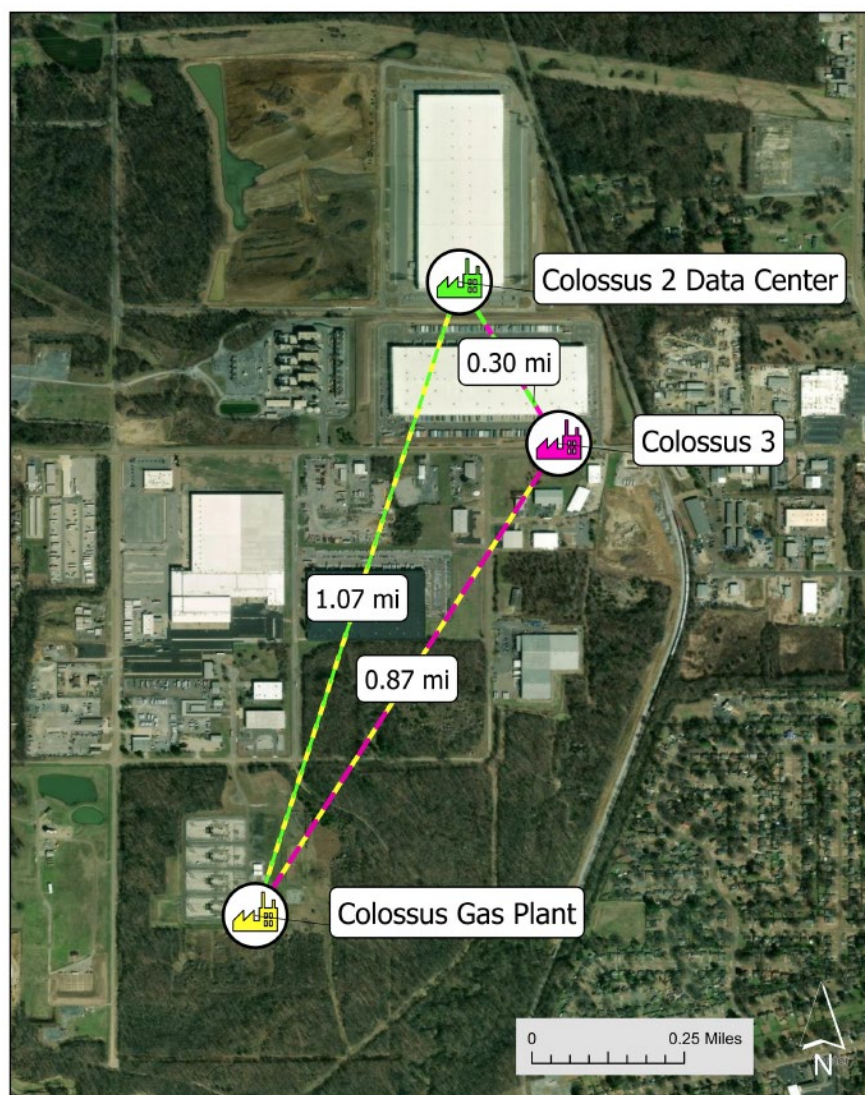 Colossus 2 Data Center
0.30 mi
Colossus 3
1.07 mi
0.87 mi
Colossus Gas Plant
0 0.25 Miles
N